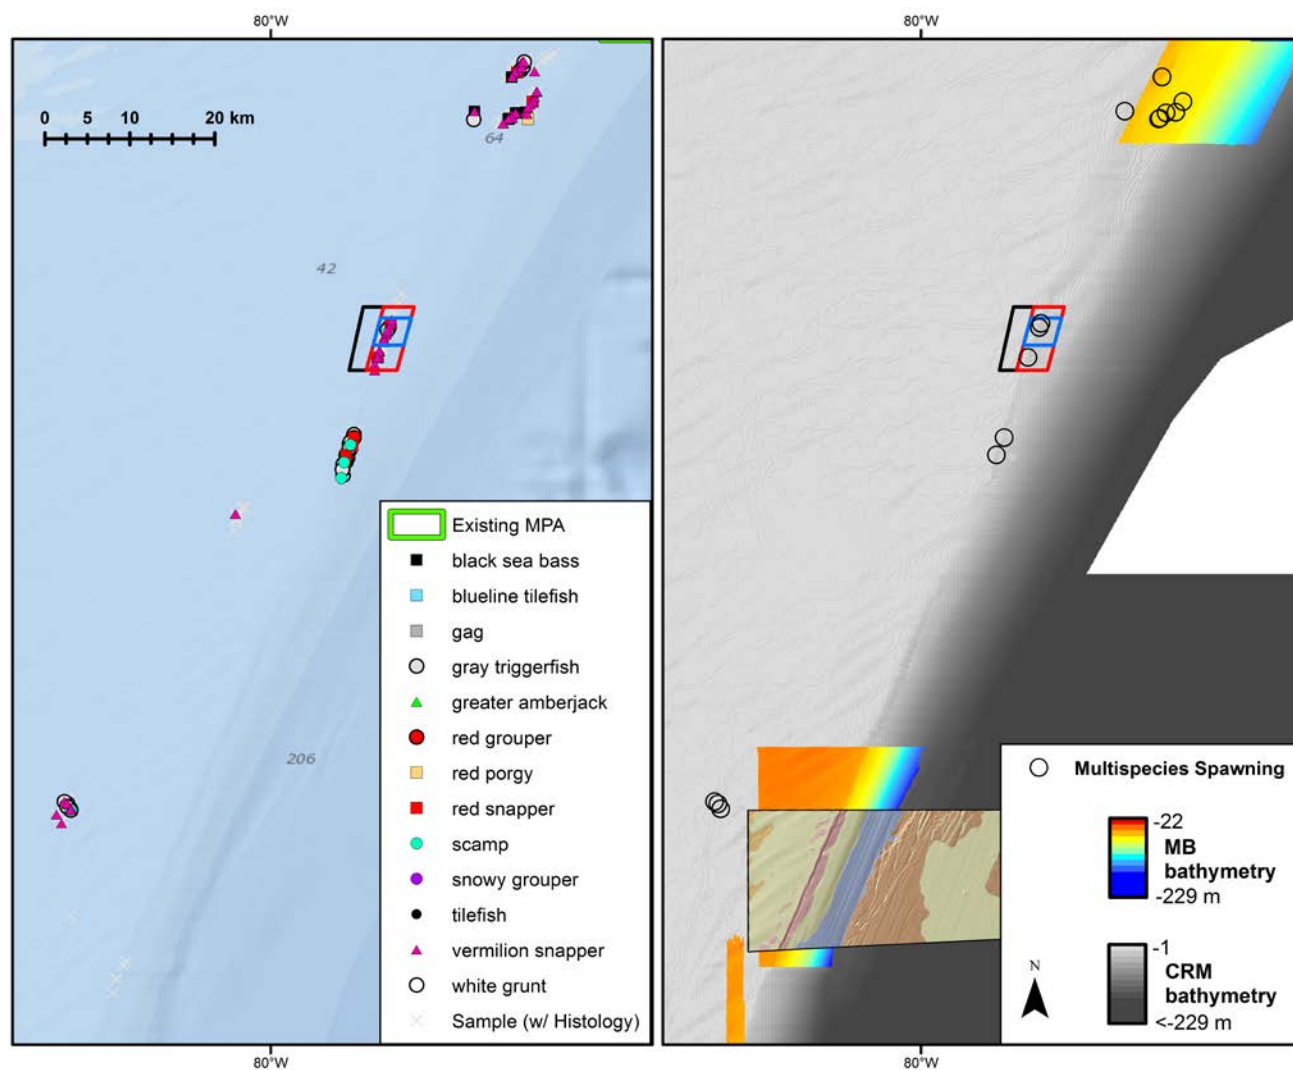 80°W
80°W
0 5 10 20 km
64
42
206
Existing MPA
black sea bass
blueline tilefish
gag
gray triggerfish
greater amberjack
red grouper
red porgy
red snapper
scamp
snowy grouper
tilefish
vermilion snapper
white grunt
Sample (w/ Histology)
Multispecies Spawning
-22
MB
bathymetry
-229 m
-1
CRM
bathymetry
<-229 m
N
80°W
80°W